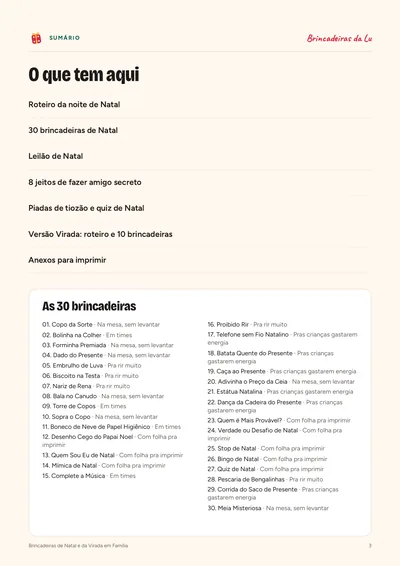 SUMÁRIO
Brincadeiras da Lu
O que tem aqui
Roteiro da noite de Natal
30 brincadeiras de Natal
Leilão de Natal
8 jeitos de fazer amigo secreto
Piadas de tiozão e quiz de Natal
Versão Virada: roteiro e 10 brincadeiras
Anexos para imprimir
As 30 brincadeiras
01. Copo da Sorte · Na mesa, sem levantar
02. Bolinha na Colher · Em times
03. Forminha Premiada · Na mesa, sem levantar
04. Dado do Presente · Na mesa, sem levantar
05. Embrulho de Luva · Pra rir muito
06. Biscoito na Testa · Pra rir muito
07. Nariz de Rena · Pra rir muito
08. Bala no Canudo · Na mesa, sem levantar
09. Torre de Copos · Em times
10. Sopra o Copo · Na mesa, sem levantar
11. Boneco de Neve de Papel Higiênico · Em times
12. Desenho Cego do Papai Noel · Com folha pra
imprimir
13. Quem Sou Eu de Natal · Com folha pra imprimir
14. Mímica de Natal · Com folha pra imprimir
15. Complete a Música · Em times
16. Proibido Rir · Pra rir muito
17. Telefone sem Fio Natalino · Pras crianças gastarem
energia
18. Batata Quente do Presente · Pras crianças
gastarem energia
19. Caça ao Presente · Pras crianças gastarem energia
20. Adivinha o Preço da Ceia · Na mesa, sem levantar
21. Estátua Natalina · Pras crianças gastarem energia
22. Dança da Cadeira do Presente · Pras crianças
gastarem energia
23. Quem é Mais Provável? · Com folha pra imprimir
24. Verdade ou Desafio de Natal · Com folha pra
imprimir
25. Stop de Natal · Com folha pra imprimir
26. Bingo de Natal · Com folha pra imprimir
27. Quiz de Natal · Com folha pra imprimir
28. Pescaria de Bengalinhas · Pra rir muito
29. Corrida do Saco de Presente · Pras crianças
gastarem energia
30. Meia Misteriosa · Na mesa, sem levantar
Brincadeiras de Natal e da Virada em Família
3